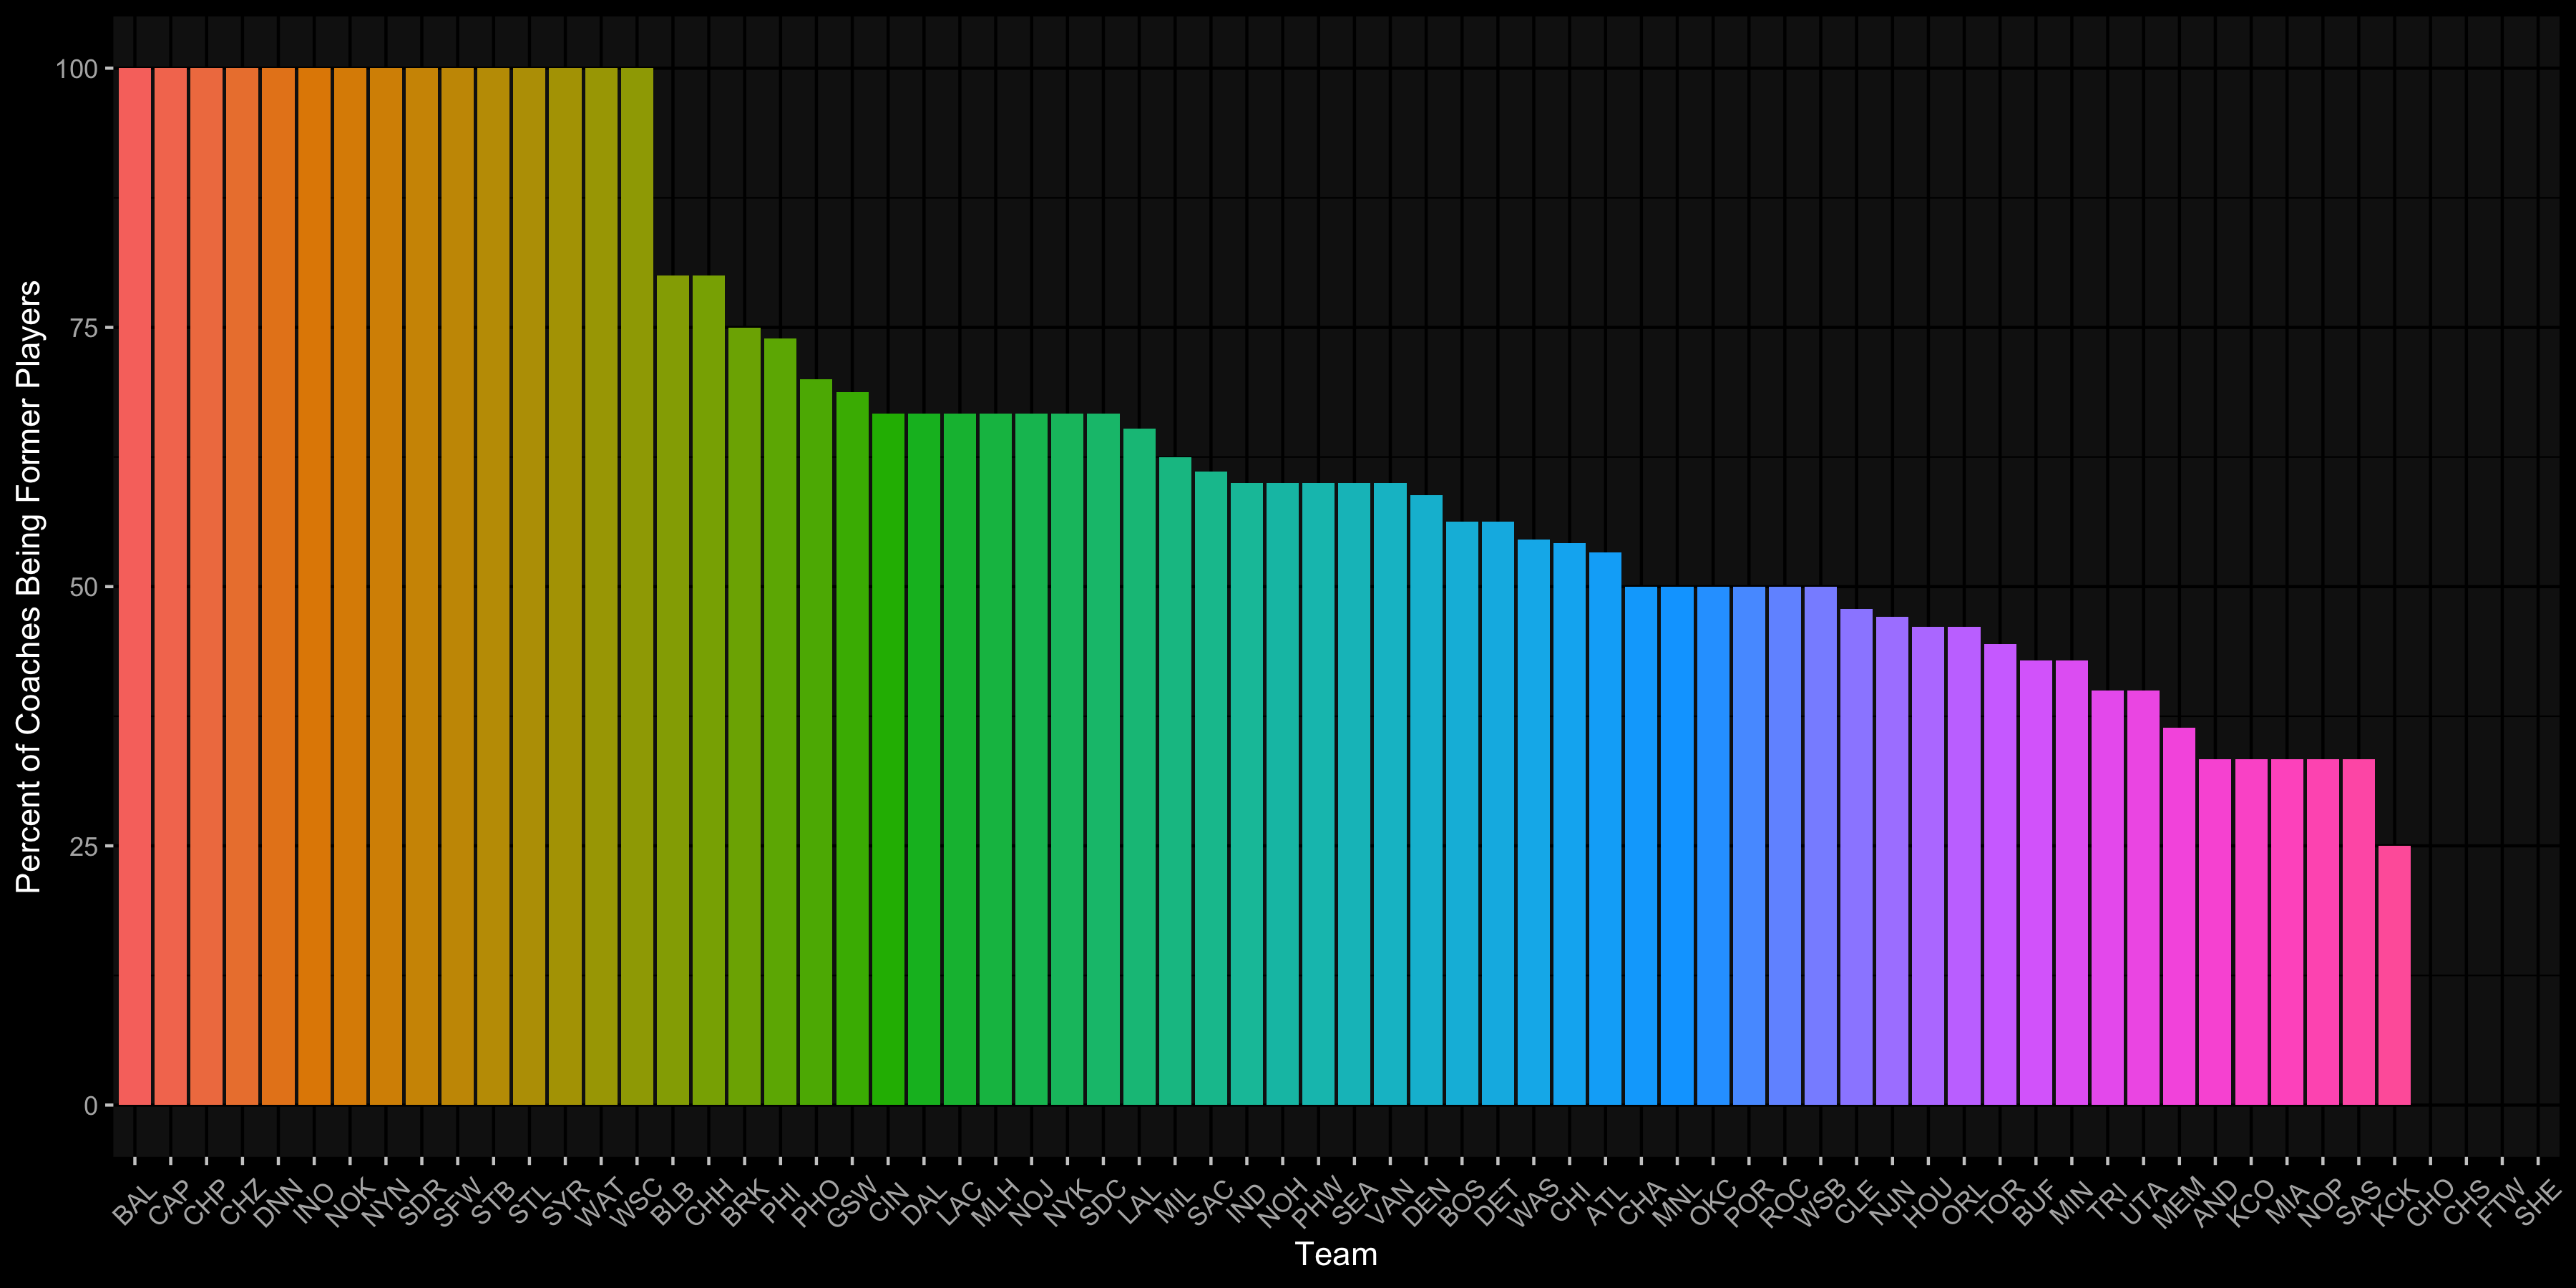 Percent of Coaches Being Former Players
100
75
50
25
0
BAL CAP CHP CHZ DNN INO NOK NYN SDR SFW STB STL SYR WAT WSC BLB CHH BRK PHI PHO GSW CIN DAL LAC MLH NOJ NYK SDC LAL MIL SAC IND NOH PHW SEA VAN DEN BOS DET WAS CHI ATL CHA MNL OKC POR ROC WSB CLE NJN HOU ORL TOR BUF MIN TRI UTA MEM AND KCO MIA NOP SAS KCK CHO CHS FTW SHE
Team